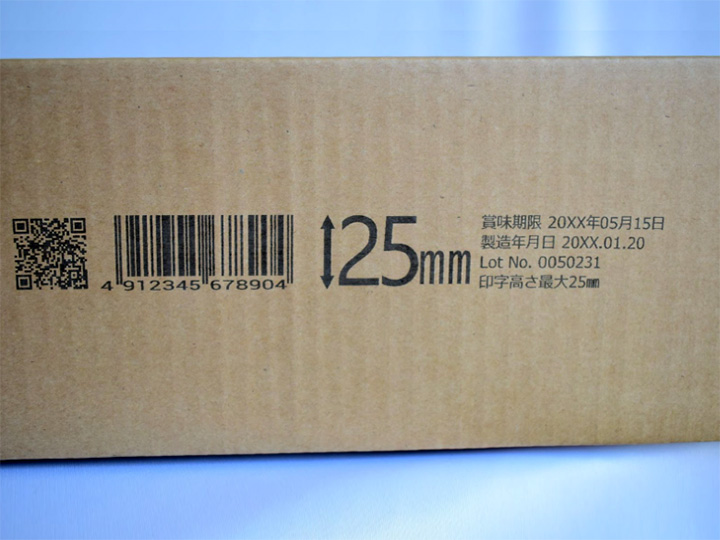 4 912345 678904
25mm
賞味期限 20XX年05月15日
製造年月日 20XX.01.20
Lot No. 0050231
印字高さ最大25㎜